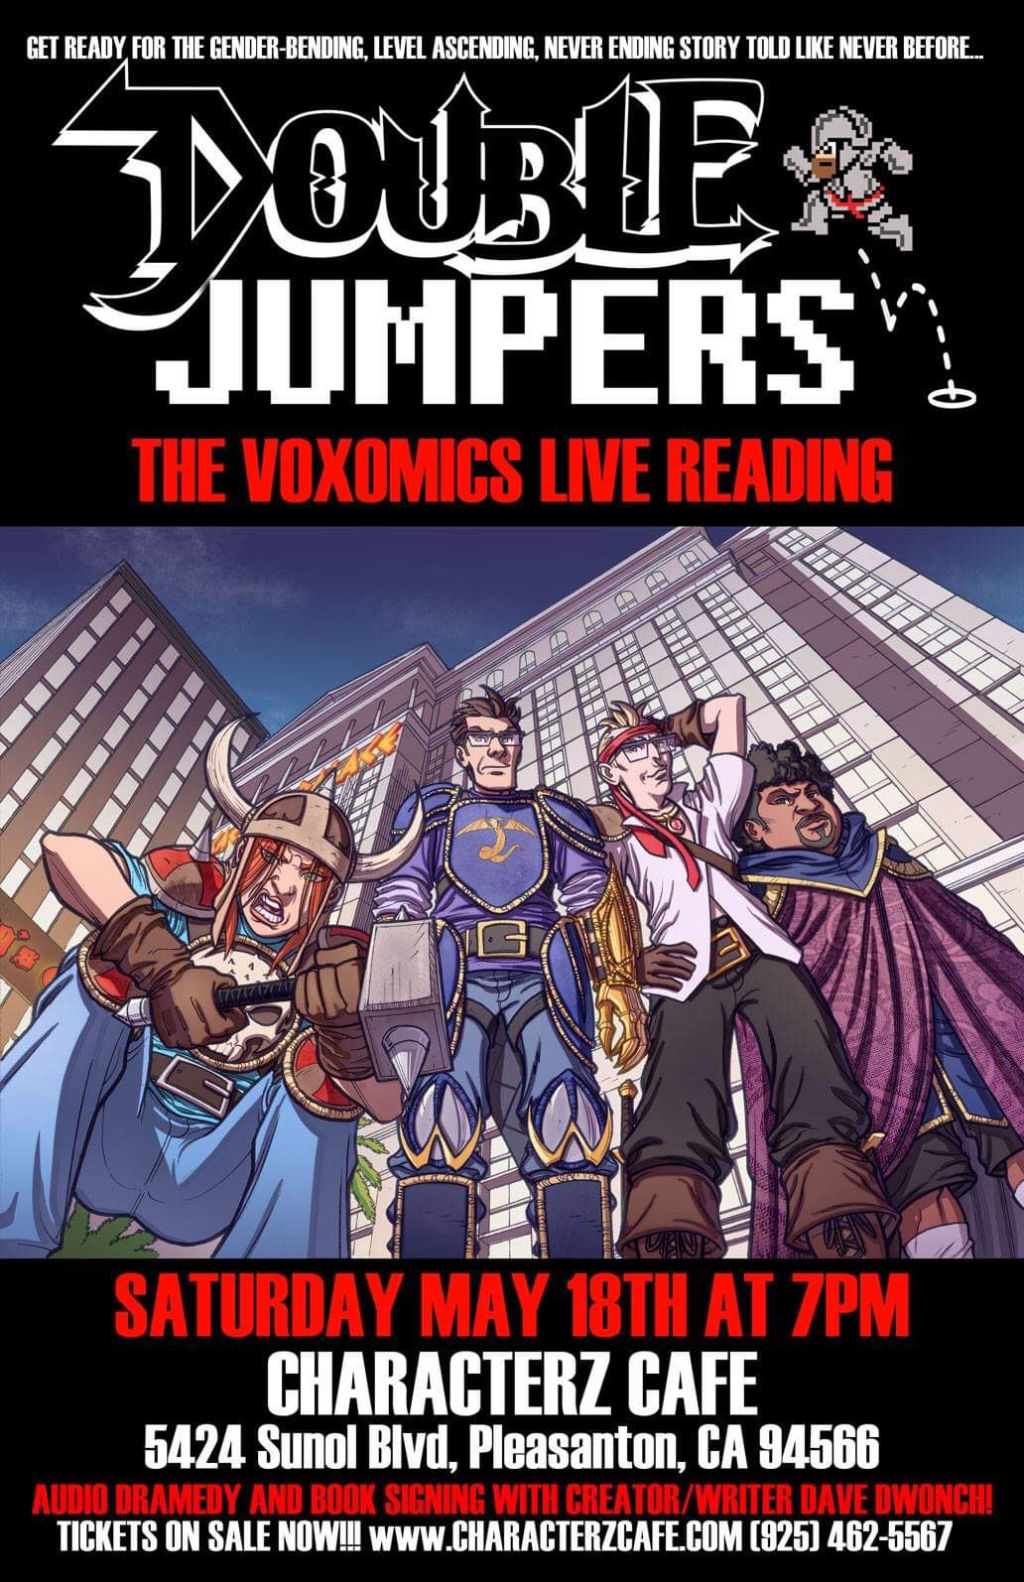 GET READY FOR THE GENDER-BENDING, LEVEL ASCENDING, NEVER ENDING STORY TOLD LIKE NEVER BEFORE...
DOUBLE
JUMPERS
THE VOXOMICS LIVE READING
SATURDAY MAY 18TH AT 7PM
CHARACTERZ CAFE
5424 Sunol Blvd, Pleasanton, CA 94566
AUDIO DRAMEDY AND BOOK SIGNING WITH CREATOR/WRITER DAVE DWONCH!
TICKETS ON SALE NOW!!! www.CHARACTERZCAFE.COM (925) 462-5567